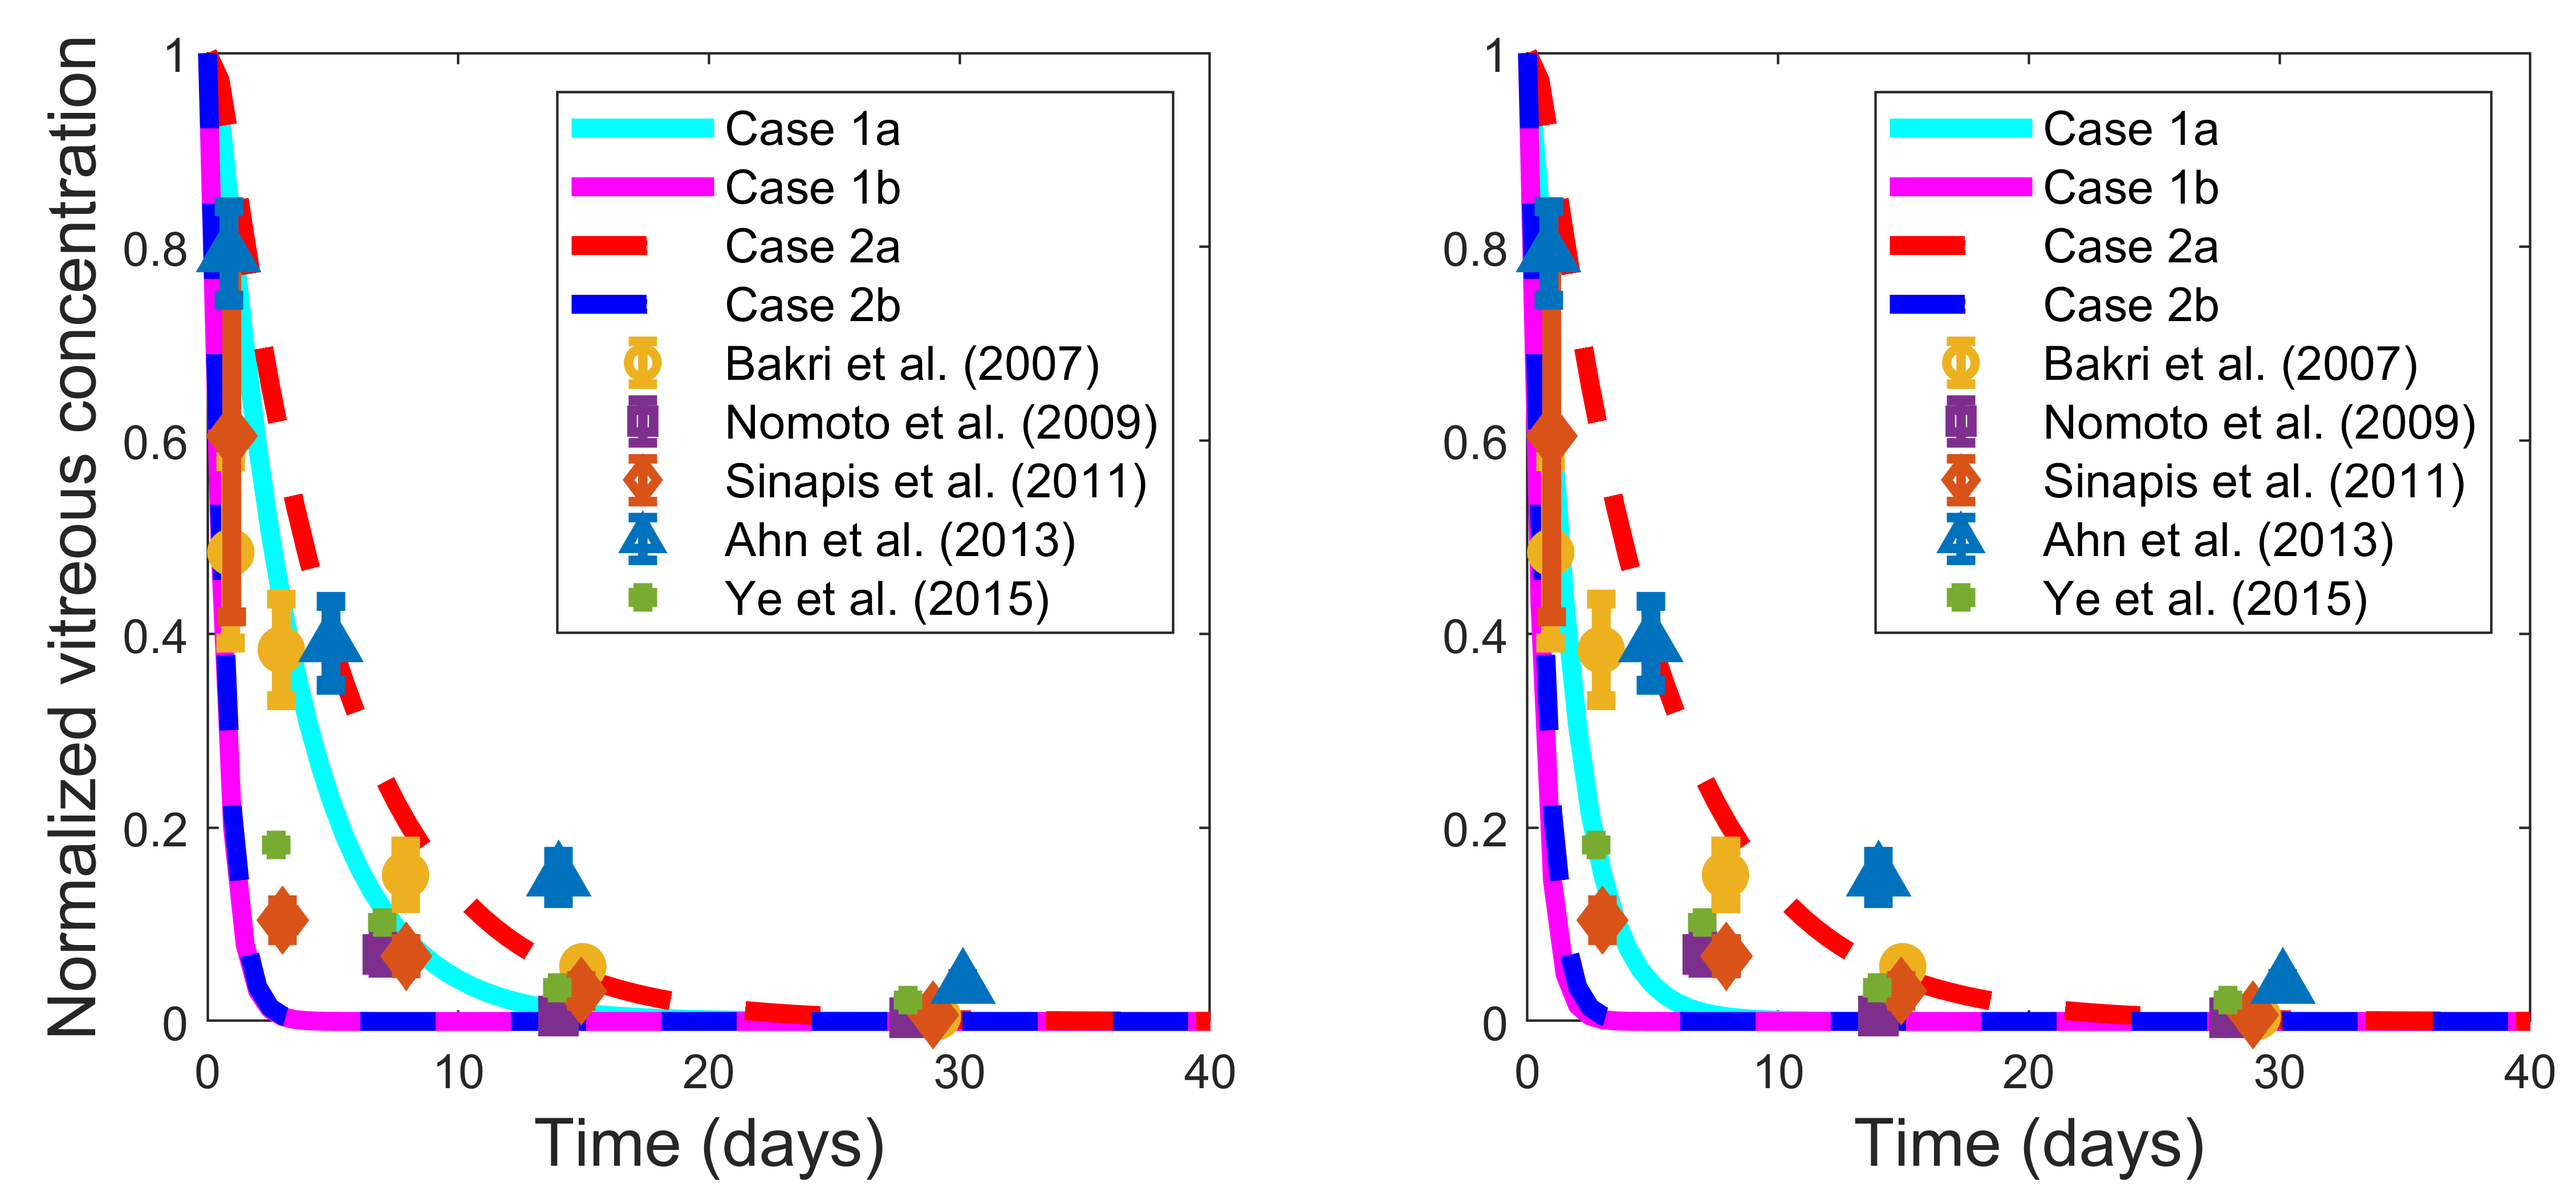 Normalized vitreous concentration
1
0.8
0.6
0.4
0.2
0
0 10 20 30 40
Time (days)
Case 1a
Case 1b
Case 2a
Case 2b
Bakri et al. (2007)
Nomoto et al. (2009)
Sinapis et al. (2011)
Ahn et al. (2013)
Ye et al. (2015)
1
0.8
0.6
0.4
0.2
0
0 10 20 30 40
Time (days)
Case 1a
Case 1b
Case 2a
Case 2b
Bakri et al. (2007)
Nomoto et al. (2009)
Sinapis et al. (2011)
Ahn et al. (2013)
Ye et al. (2015)